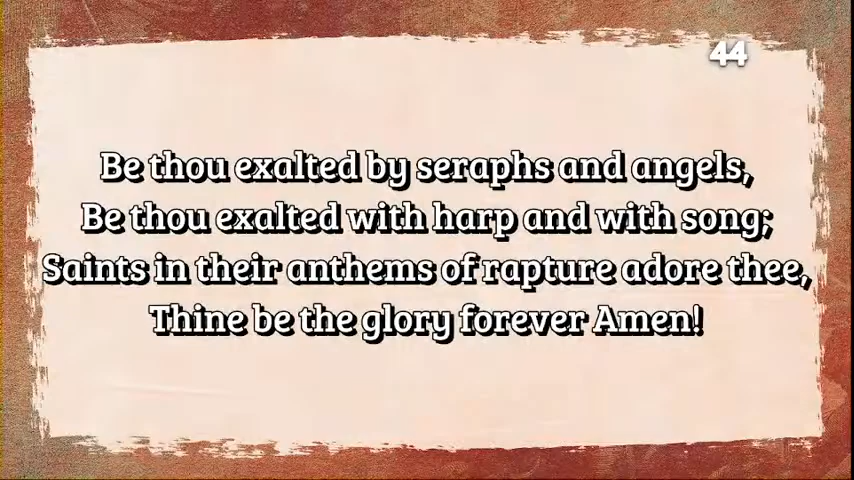 44
Be thou exalted by seraphs and angels,
Be thou exalted with harp and with song;
Saints in their anthems of rapture adore thee,
Thine be the glory forever Amen!